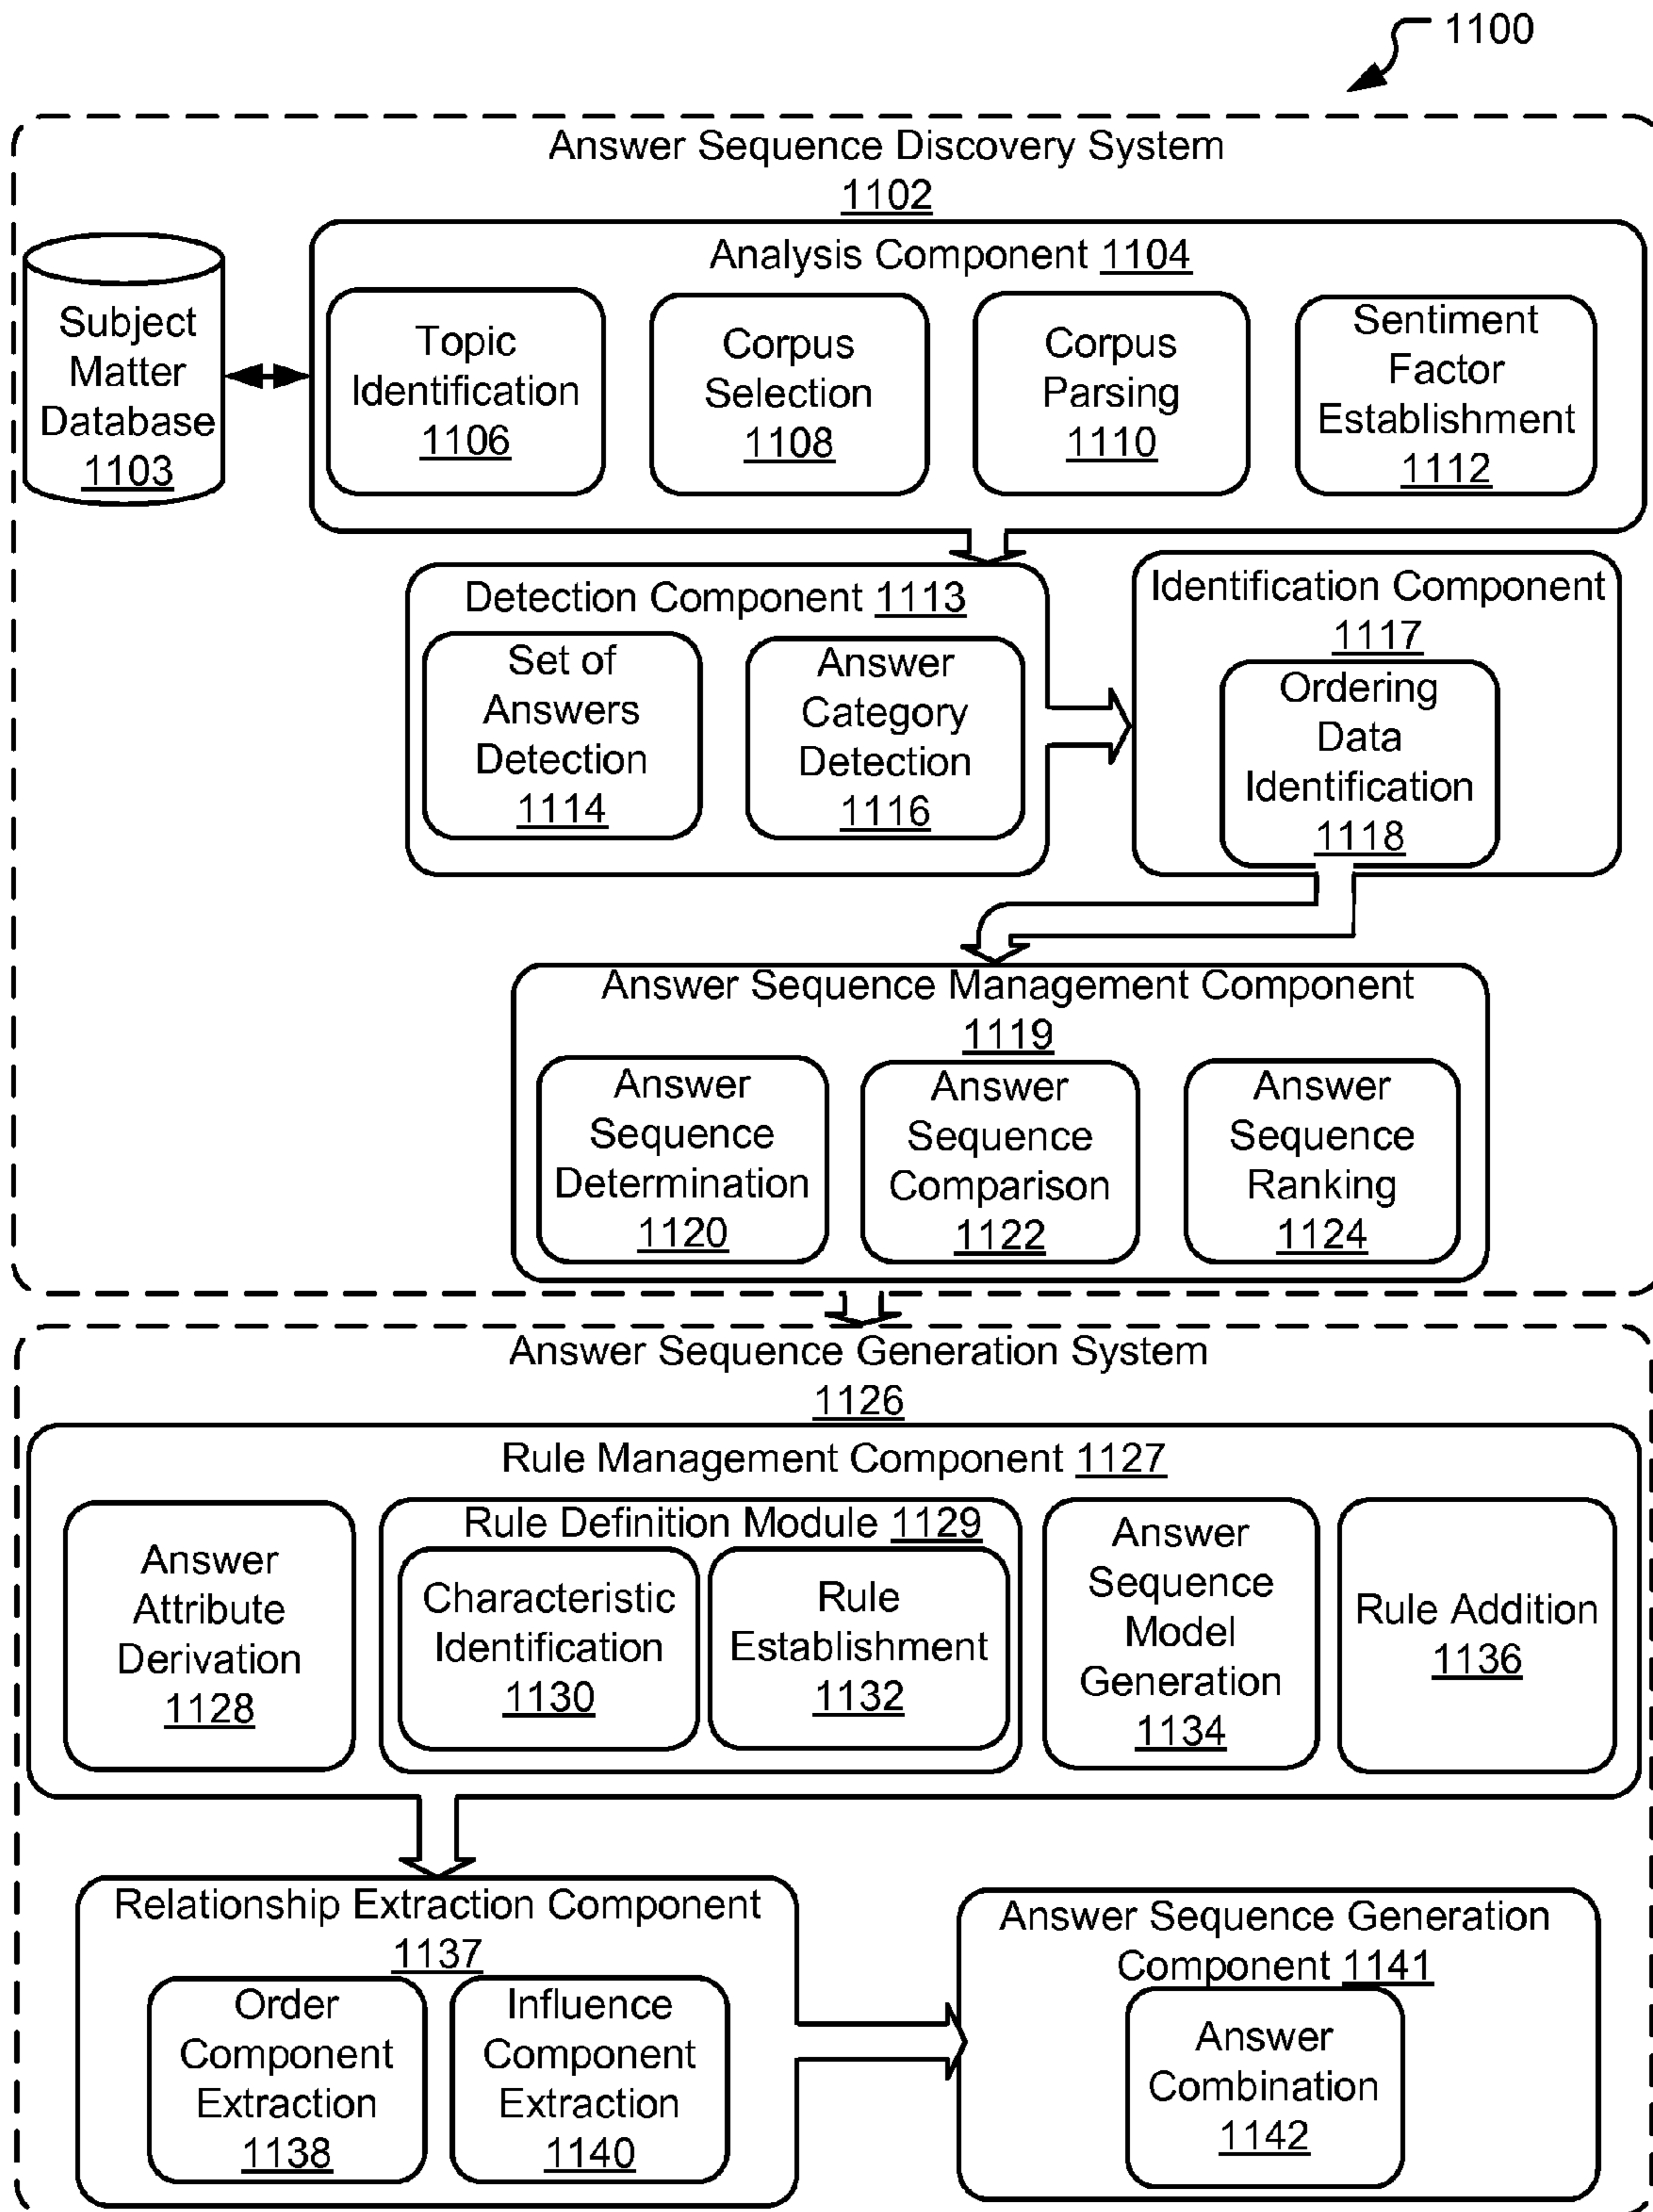 1100
Answer Sequence Discovery System
1102
Subject
Matter
Database
1103
Analysis Component 1104
Topic
Identification
1106
Corpus
Selection
1108
Corpus
Parsing
1110
Sentiment
Factor
Establishment
1112
Detection Component 1113
Set of
Answers
Detection
1114
Answer
Category
Detection
1116
Identification Component
1117
Ordering
Data
Identification
1118
Answer Sequence Management Component
1119
Answer
Sequence
Determination
1120
Answer
Sequence
Comparison
1122
Answer
Sequence
Ranking
1124
Answer Sequence Generation System
1126
Rule Management Component 1127
Answer
Attribute
Derivation
1128
Rule Definition Module 1129
Characteristic
Identification
1130
Rule
Establishment
1132
Answer
Sequence
Model
Generation
1134
Rule Addition
1136
Relationship Extraction Component
1137
Order
Component
Extraction
1138
Influence
Component
Extraction
1140
Answer Sequence Generation
Component 1141
Answer
Combination
1142